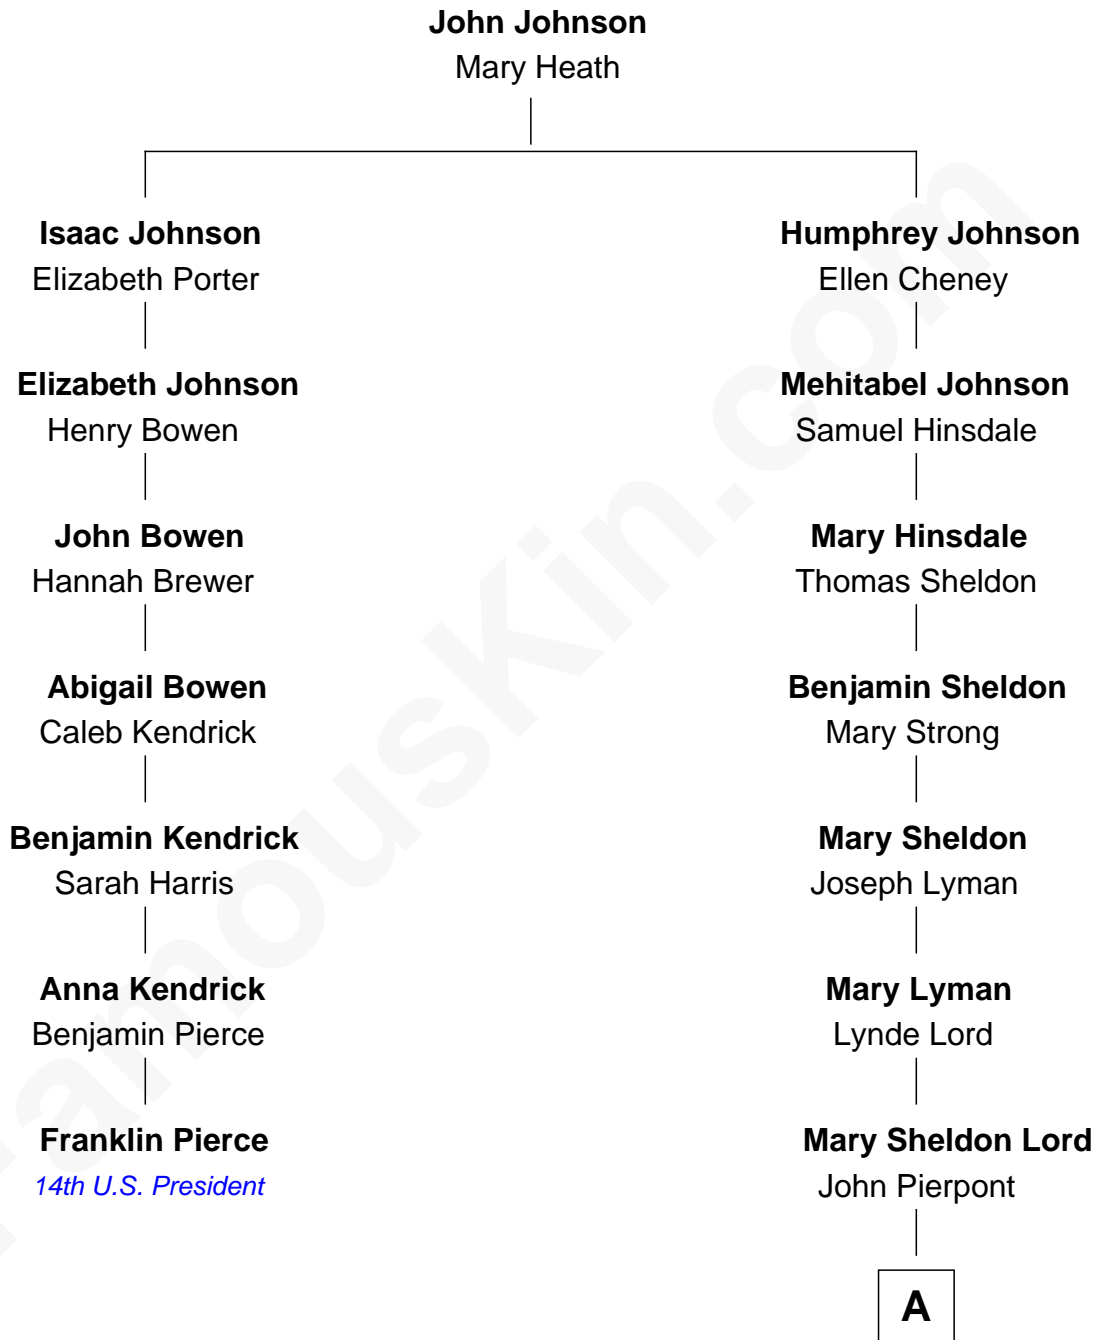 John Johnson
Mary Heath
Isaac Johnson
Elizabeth Porter
Humphrey Johnson
Ellen Cheney
Elizabeth Johnson
Henry Bowen
Mehitabel Johnson
Samuel Hinsdale
John Bowen
Hannah Brewer
Mary Hinsdale
Thomas Sheldon
Abigail Bowen
Caleb Kendrick
Benjamin Sheldon
Mary Strong
Benjamin Kendrick
Sarah Harris
Mary Sheldon
Joseph Lyman
Anna Kendrick
Benjamin Pierce
Mary Lyman
Lynde Lord
Franklin Pierce
14th U.S. President
Mary Sheldon Lord
John Pierpont
A
FamousKin.com